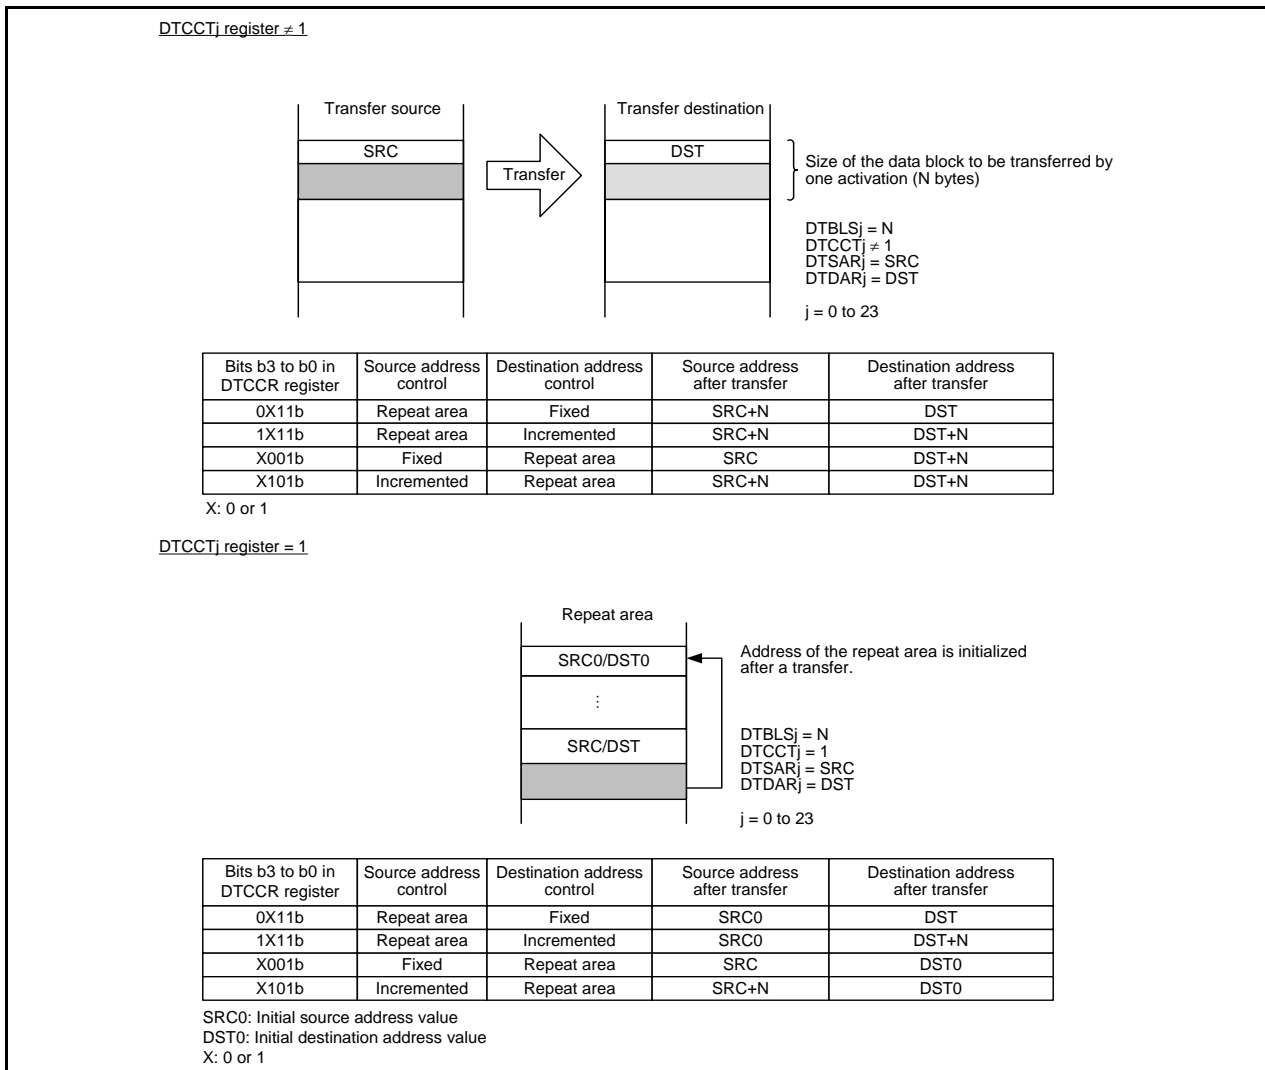 DTCCTj register ≠ 1
Transfer source
Transfer destination
SRC
DST
Transfer
Size of the data block to be transferred by
one activation (N bytes)
DTBLSj = N
DTCCTj ≠ 1
DTSARj = SRC
DTDARj = DST
j = 0 to 23
Bits b3 to b0 in DTCCR register | Source address control | Destination address control | Source address after transfer | Destination address after transfer
0X11b | Repeat area | Fixed | SRC+N | DST
1X11b | Repeat area | Incremented | SRC+N | DST+N
X001b | Fixed | Repeat area | SRC | DST+N
X101b | Incremented | Repeat area | SRC+N | DST+N
X: 0 or 1
DTCCTj register = 1
Repeat area
SRC0/DST0
⋮
SRC/DST
Address of the repeat area is initialized
after a transfer.
DTBLSj = N
DTCCTj = 1
DTSARj = SRC
DTDARj = DST
j = 0 to 23
Bits b3 to b0 in DTCCR register | Source address control | Destination address control | Source address after transfer | Destination address after transfer
0X11b | Repeat area | Fixed | SRC0 | DST
1X11b | Repeat area | Incremented | SRC0 | DST+N
X001b | Fixed | Repeat area | SRC | DST0
X101b | Incremented | Repeat area | SRC+N | DST0
SRC0: Initial source address value
DST0: Initial destination address value
X: 0 or 1